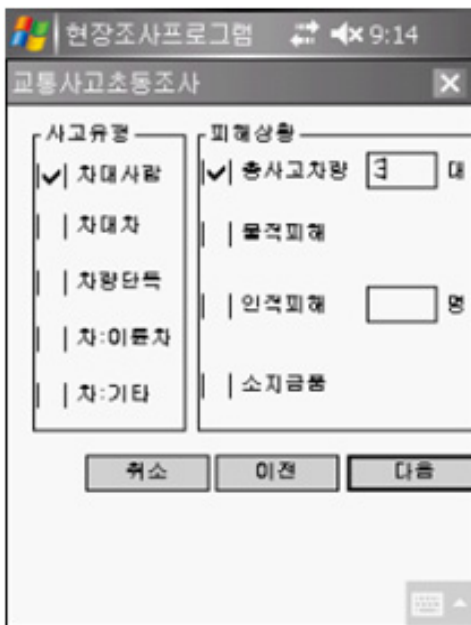 현장조사프로그램 9:14
교통사고초동조사
사고유형
차대사람
차대차
차량단독
차:이륜차
차:기타
피해상황
총사고차량 3 대
물적피해
인적피해 명
소지금품
취소 이전 다음